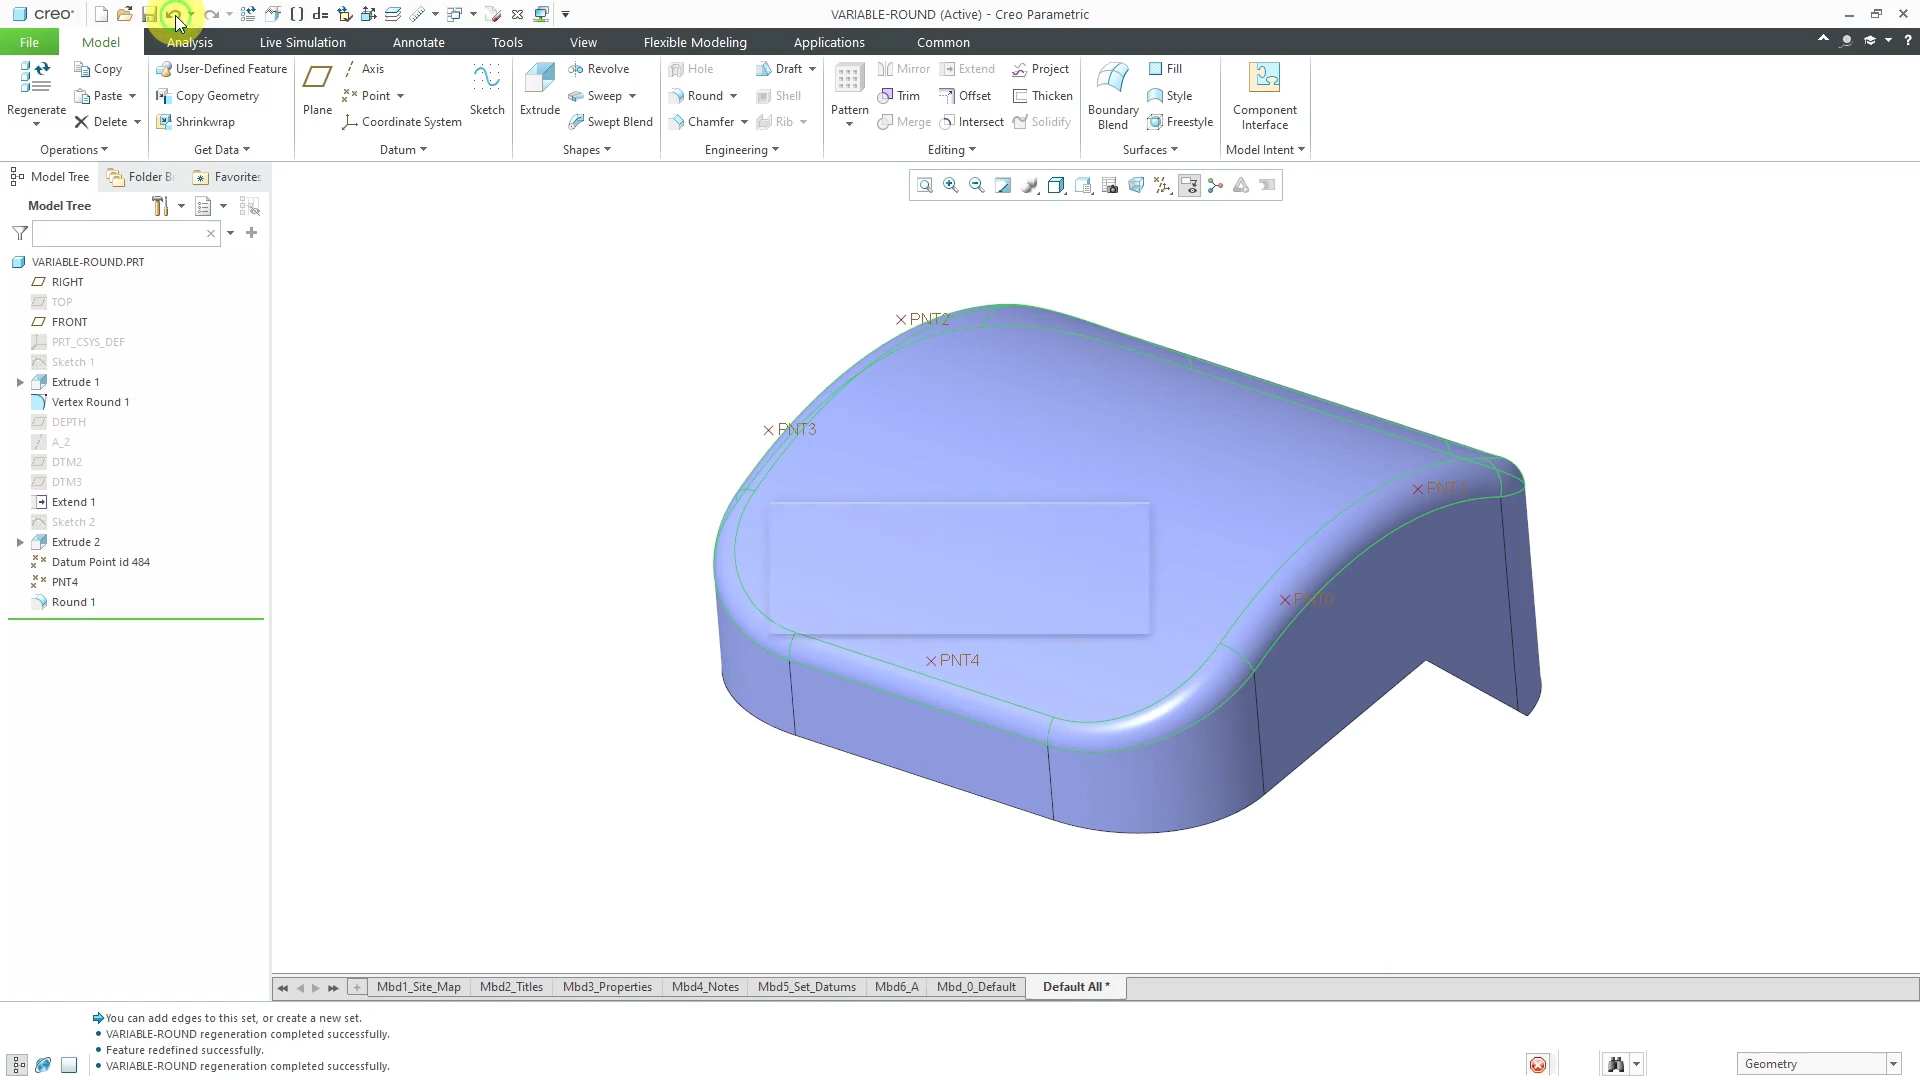 creo
VARIABLE-ROUND (Active) - Creo Parametric
File
Model
Analysis
Live Simulation
Annotate
Tools
View
Flexible Modeling
Applications
Common
Regenerate
Copy
Paste
Delete
Operations
User-Defined Feature
Copy Geometry
Shrinkwrap
Get Data
Plane
Axis
Point
Coordinate System
Sketch
Datum
Extrude
Revolve
Sweep
Swept Blend
Shapes
Hole
Round
Chamfer
Draft
Shell
Rib
Engineering
Pattern
Mirror
Trim
Merge
Extend
Offset
Intersect
Project
Thicken
Solidify
Editing
Boundary
Blend
Fill
Style
Freestyle
Surfaces
Component
Interface
Model Intent
Model Tree
Folder B
Favorites
Model Tree
VARIABLE-ROUND.PRT
RIGHT
TOP
FRONT
PRT_CSYS_DEF
Sketch 1
Extrude 1
Vertex Round 1
DEPTH
A_2
DTM2
DTM3
Extend 1
Sketch 2
Extrude 2
Datum Point id 484
PNT4
Round 1
PNT2
PNT3
PNT1
PNT0
PNT4
Mbd1_Site_Map
Mbd2_Titles
Mbd3_Properties
Mbd4_Notes
Mbd5_Set_Datums
Mbd6_A
Mbd_0_Default
Default All *
You can add edges to this set, or create a new set.
• VARIABLE-ROUND regeneration completed successfully.
• Feature redefined successfully.
• VARIABLE-ROUND regeneration completed successfully.
Geometry